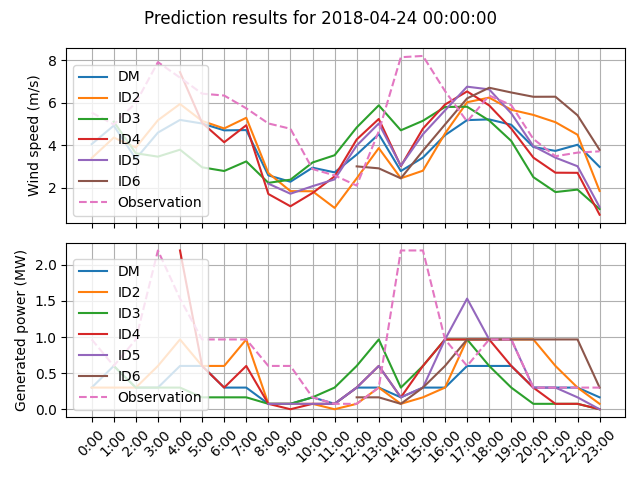 Prediction results for 2018-04-24 00:00:00
Wind speed (m/s)
8
6
4
2
DM
ID2
ID3
ID4
ID5
ID6
Observation
Generated power (MW)
2.0
1.5
1.0
0.5
0.0
DM
ID2
ID3
ID4
ID5
ID6
Observation
0:00
1:00
2:00
3:00
4:00
5:00
6:00
7:00
8:00
9:00
10:00
11:00
12:00
13:00
14:00
15:00
16:00
17:00
18:00
19:00
20:00
21:00
22:00
23:00